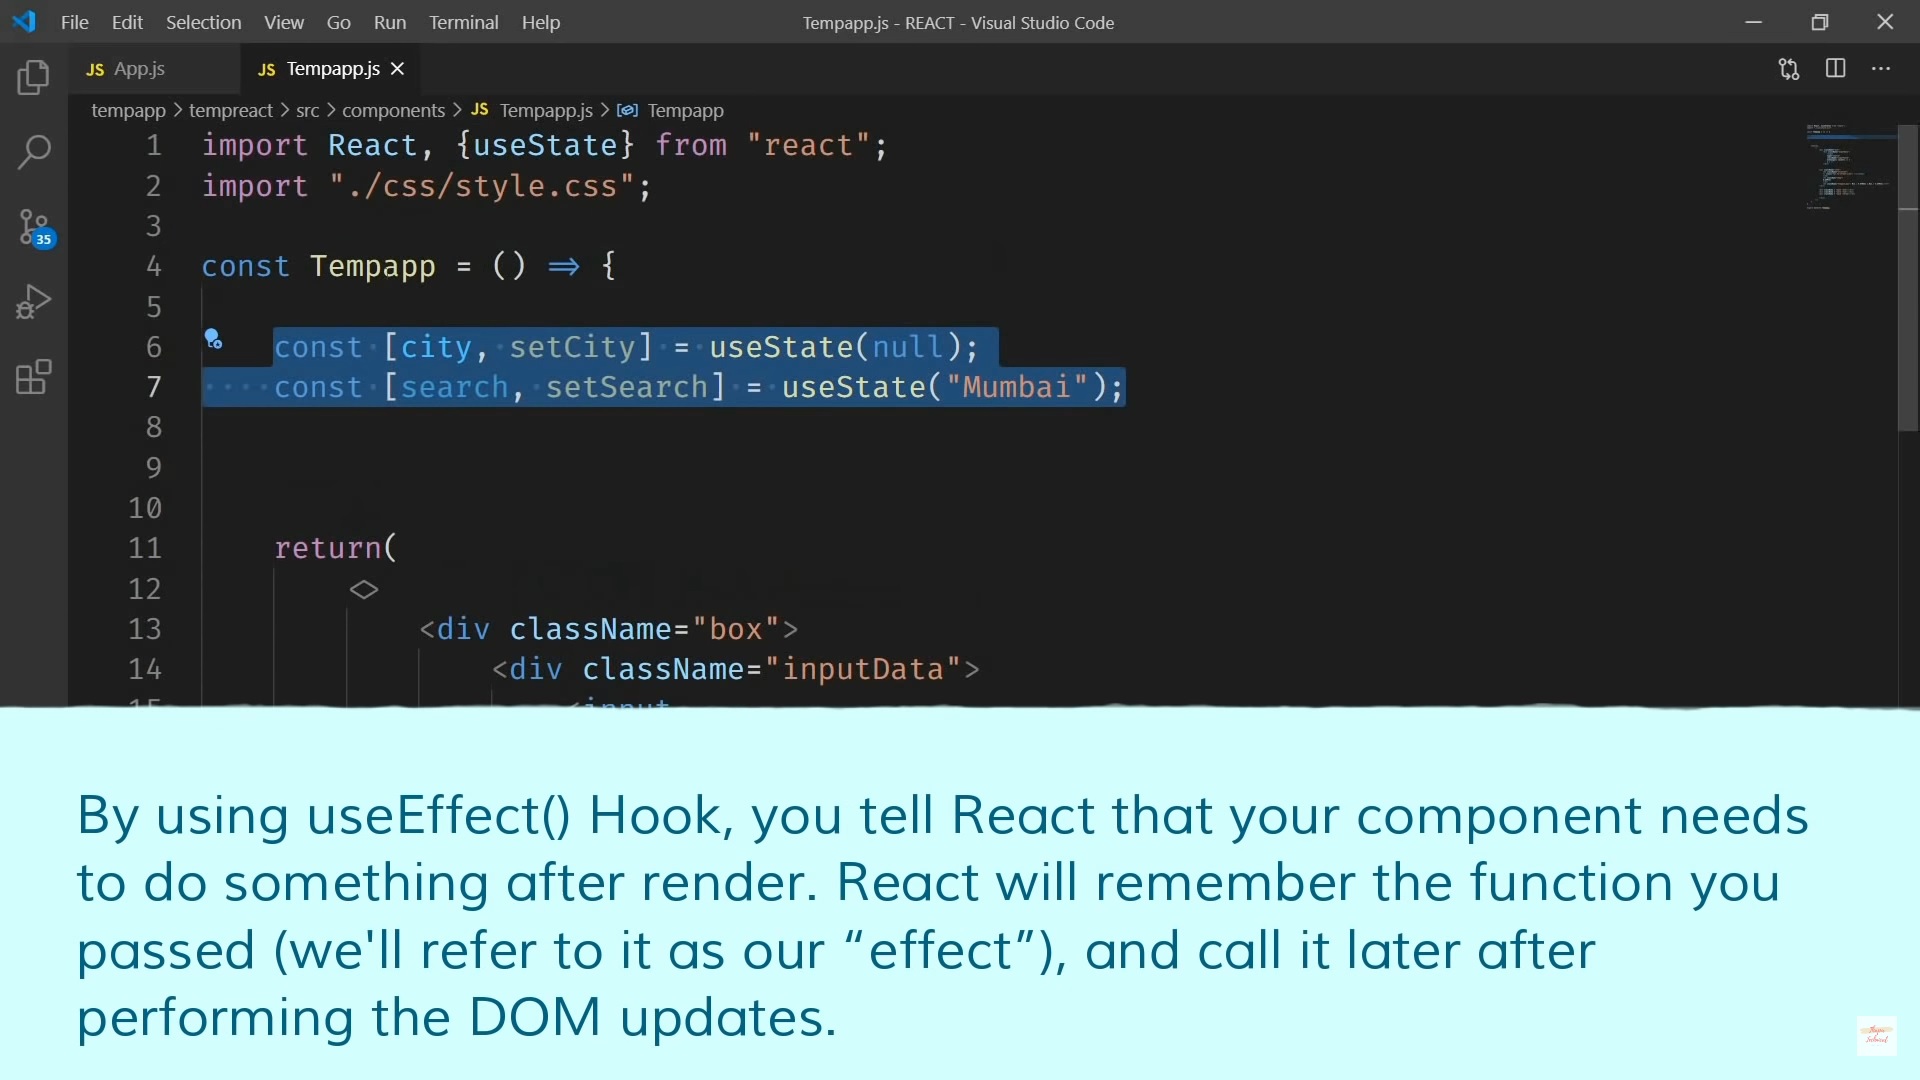 File Edit Selection View Go Run Terminal Help
Tempapp.js - REACT - Visual Studio Code
JS App.js
JS Tempapp.js
tempapp > tempreact > src > components > JS Tempapp.js > Tempapp
35
1 import React, {useState} from "react";
2 import "./css/style.css";
3
4 const Tempapp = () => {
5
6 const [city, setCity] = useState(null);
7 const [search, setSearch] = useState("Mumbai");
8
9
10
11 return(
12 <>
13 <div className="box">
14 <div className="inputData">
15 <input
By using useEffect() Hook, you tell React that your component needs
to do something after render. React will remember the function you
passed (we'll refer to it as our “effect”), and call it later after
performing the DOM updates.